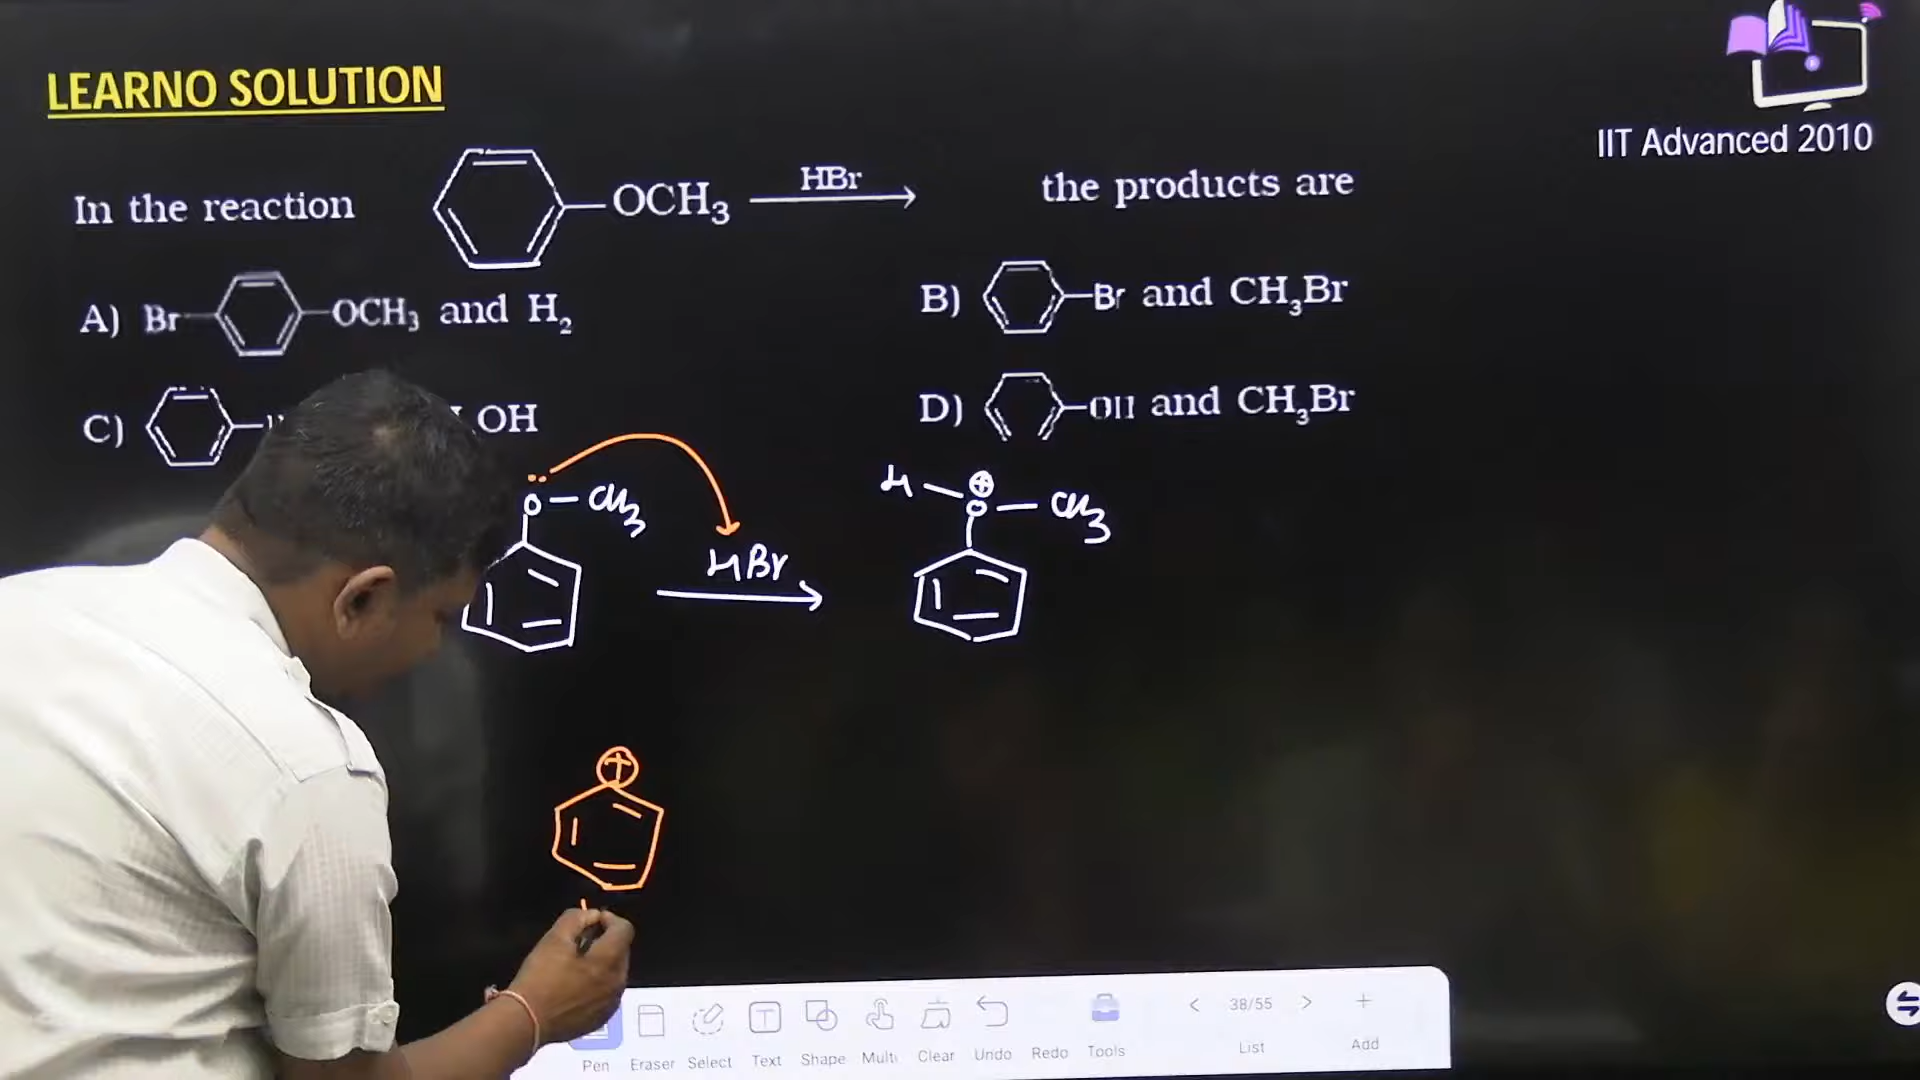 LEARNO SOLUTION
IIT Advanced 2010
In the reaction OCH₃ HBr the products are
A) Br OCH₃ and H₂
B) Br and CH₃Br
C) OH
D) OH and CH₃Br
O — CH₃
HBr
H — O — CH₃
⊕
⊕
38/55
Pen Eraser Select Text Shape Multi Clear Undo Redo Tools List Add